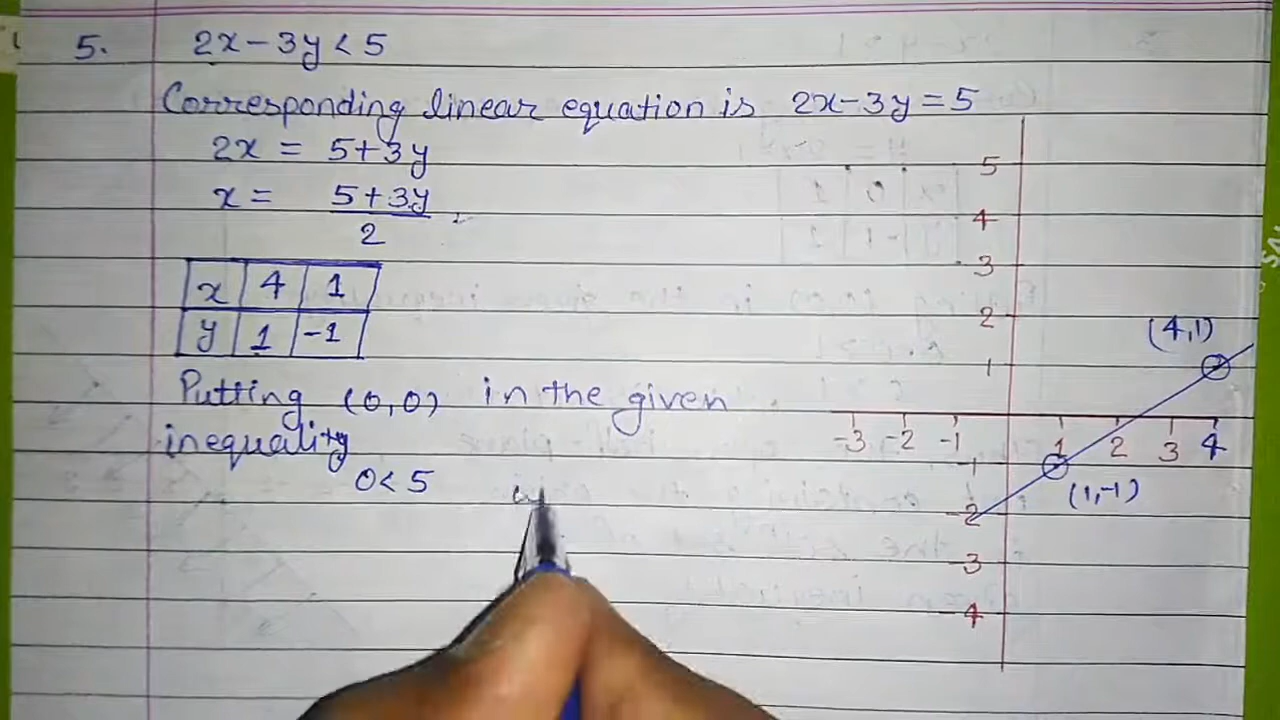 5. 2x - 3y < 5
Corresponding linear equation is 2x - 3y = 5
2x = 5 + 3y
x = 5 + 3y
2
x 4 1
y 1 -1
Putting (0,0) in the given
inequality
0 < 5
5
4
3
2
1
-3 -2 -1 1 2 3 4
-1
-2
-3
-4
(4,1)
(1,-1)